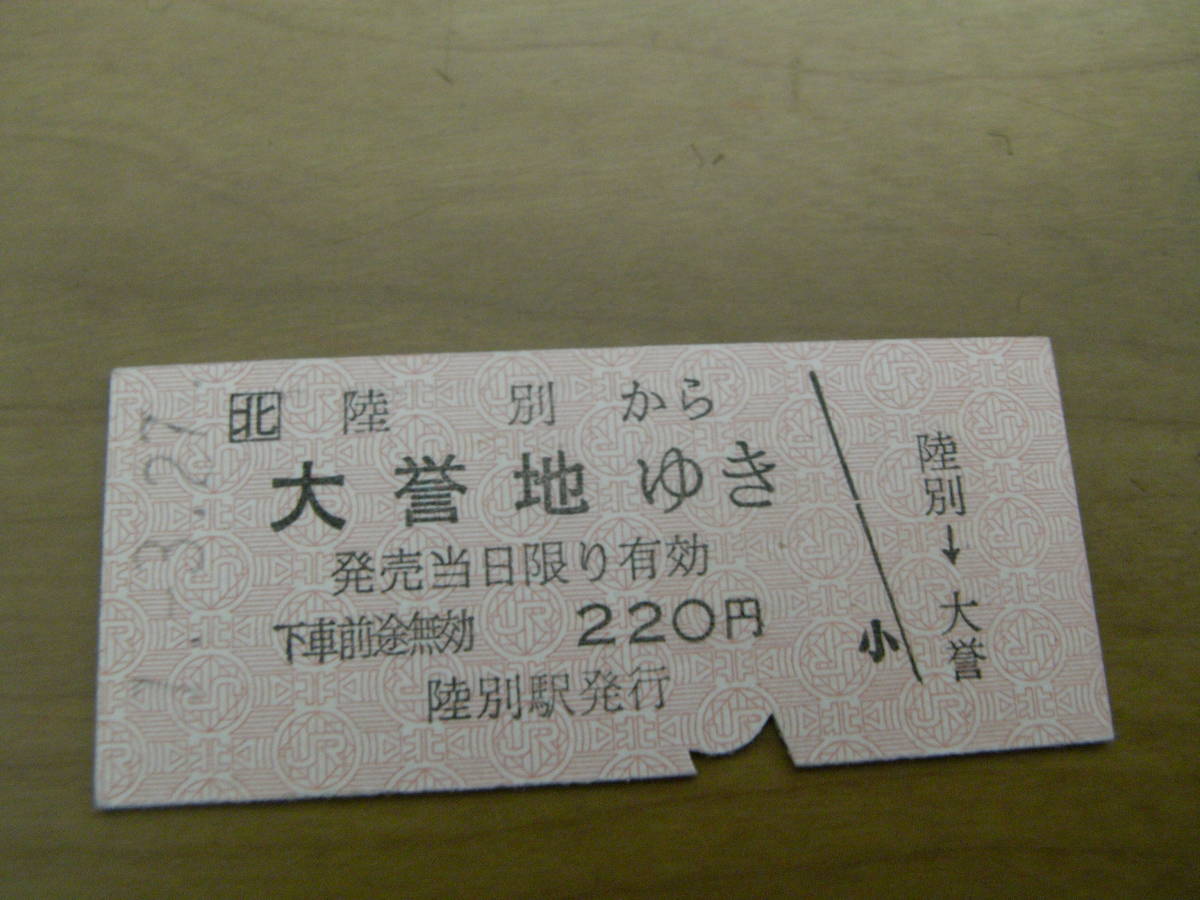 北 陸別から
大誉地ゆき
発売当日限り有効
下車前途無効 220円
陸別駅発行
小
陸別→大誉
-3.27